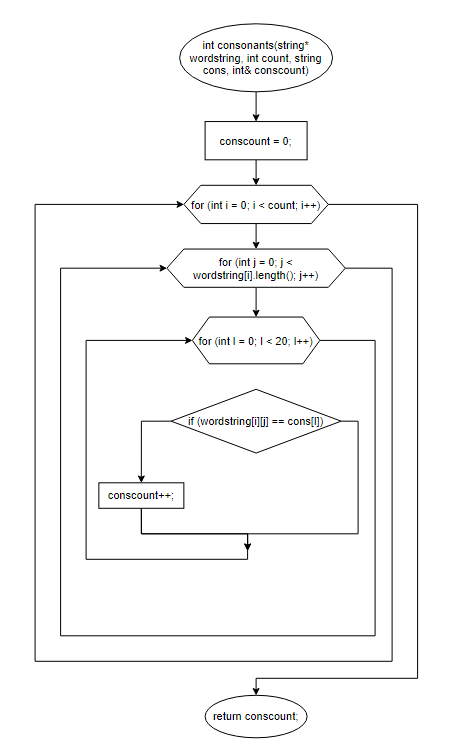 int consonants(string*
wordstring, int count, string
cons, int& conscount)
conscount = 0;
for (int i = 0; i < count; i++)
for (int j = 0; j <
wordstring[i].length(); j++)
for (int l = 0; l < 20; l++)
if (wordstring[i][j] == cons[l])
conscount++;
return conscount;